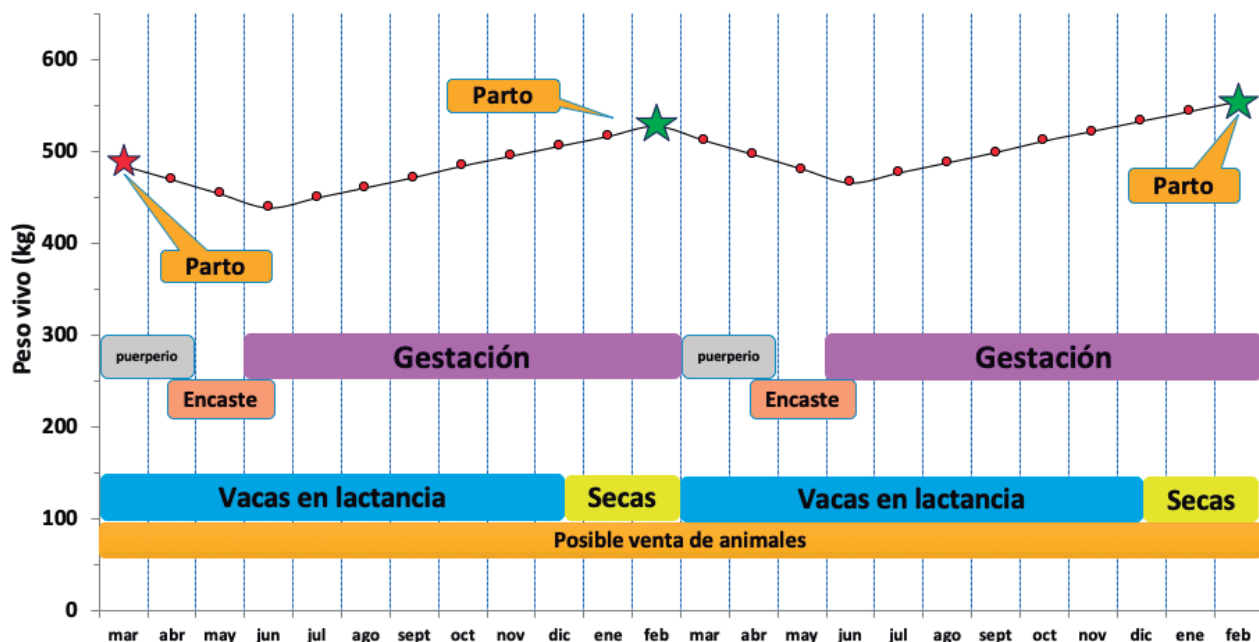 Peso vivo (kg)
600
500
400
300
200
100
0
Parto
Parto
Parto
puerperio
Gestación
puerperio
Gestación
Encaste
Encaste
Vacas en lactancia
Secas
Vacas en lactancia
Secas
Posible venta de animales
mar abr may jun jul ago sept oct nov dic ene feb mar abr may jun jul ago sept oct nov dic ene feb